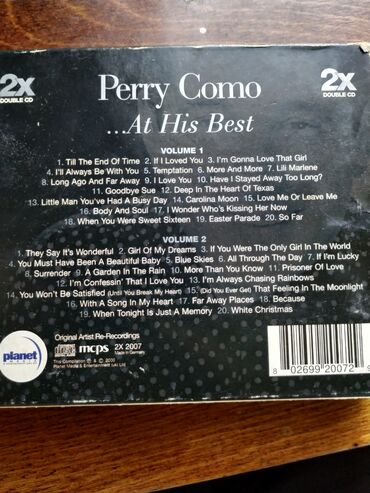 2X
DOUBLE CD
Perry Como
2X
DOUBLE CD
...At His Best
VOLUME 1
1. Till The End Of Time 2. If I Loved You 3. I'm Gonna Love That Girl
4. I'll Always Be With You 5. Temptation 6. More and More 7. Lili Marlene
8. Long Ago And Far Away 9. I Love You 10. Have I Stayed Away Too Long?
11. Goodbye Sue 12. Deep In The Heart Of Texas
13. Little Man You've Had A Busy Day 14. Carolina Moon 15. Love Me Or Leave Me
16. Body And Soul 17. I Wonder Who's Kissing Her Now
18. When You Were Sweet Sixteen 19. Easter Parade 20. So Far
VOLUME 2
1. They Say It's Wonderful 2. Girl Of My Dreams 3. If You Were The Only Girl In The World
4. You Must Have Been A Beautiful Baby 5. Blue Skies 6. All Through The Day 7. If I'm Lucky
8. Surrender 9. A Garden In The Rain 10. More Than You Know 11. Prisoner Of Love
12. I'm Confessin' That I Love You 13. I'm Always Chasing Rainbows
14. You Won't Be Satisfied (Until You Break My Heart) 15. (Did You Ever Get) That Feeling In The Moonlight
16. With A Song In My Heart 17. Far Away Places 18. Because
19. When Tonight Is Just A Memory 20. White Christmas
planet
Original Artist Re-Recordings
mcps
2X 2007
Made in Germany
Planet Media & Entertainment (UK) Ltd
8 02699 20072